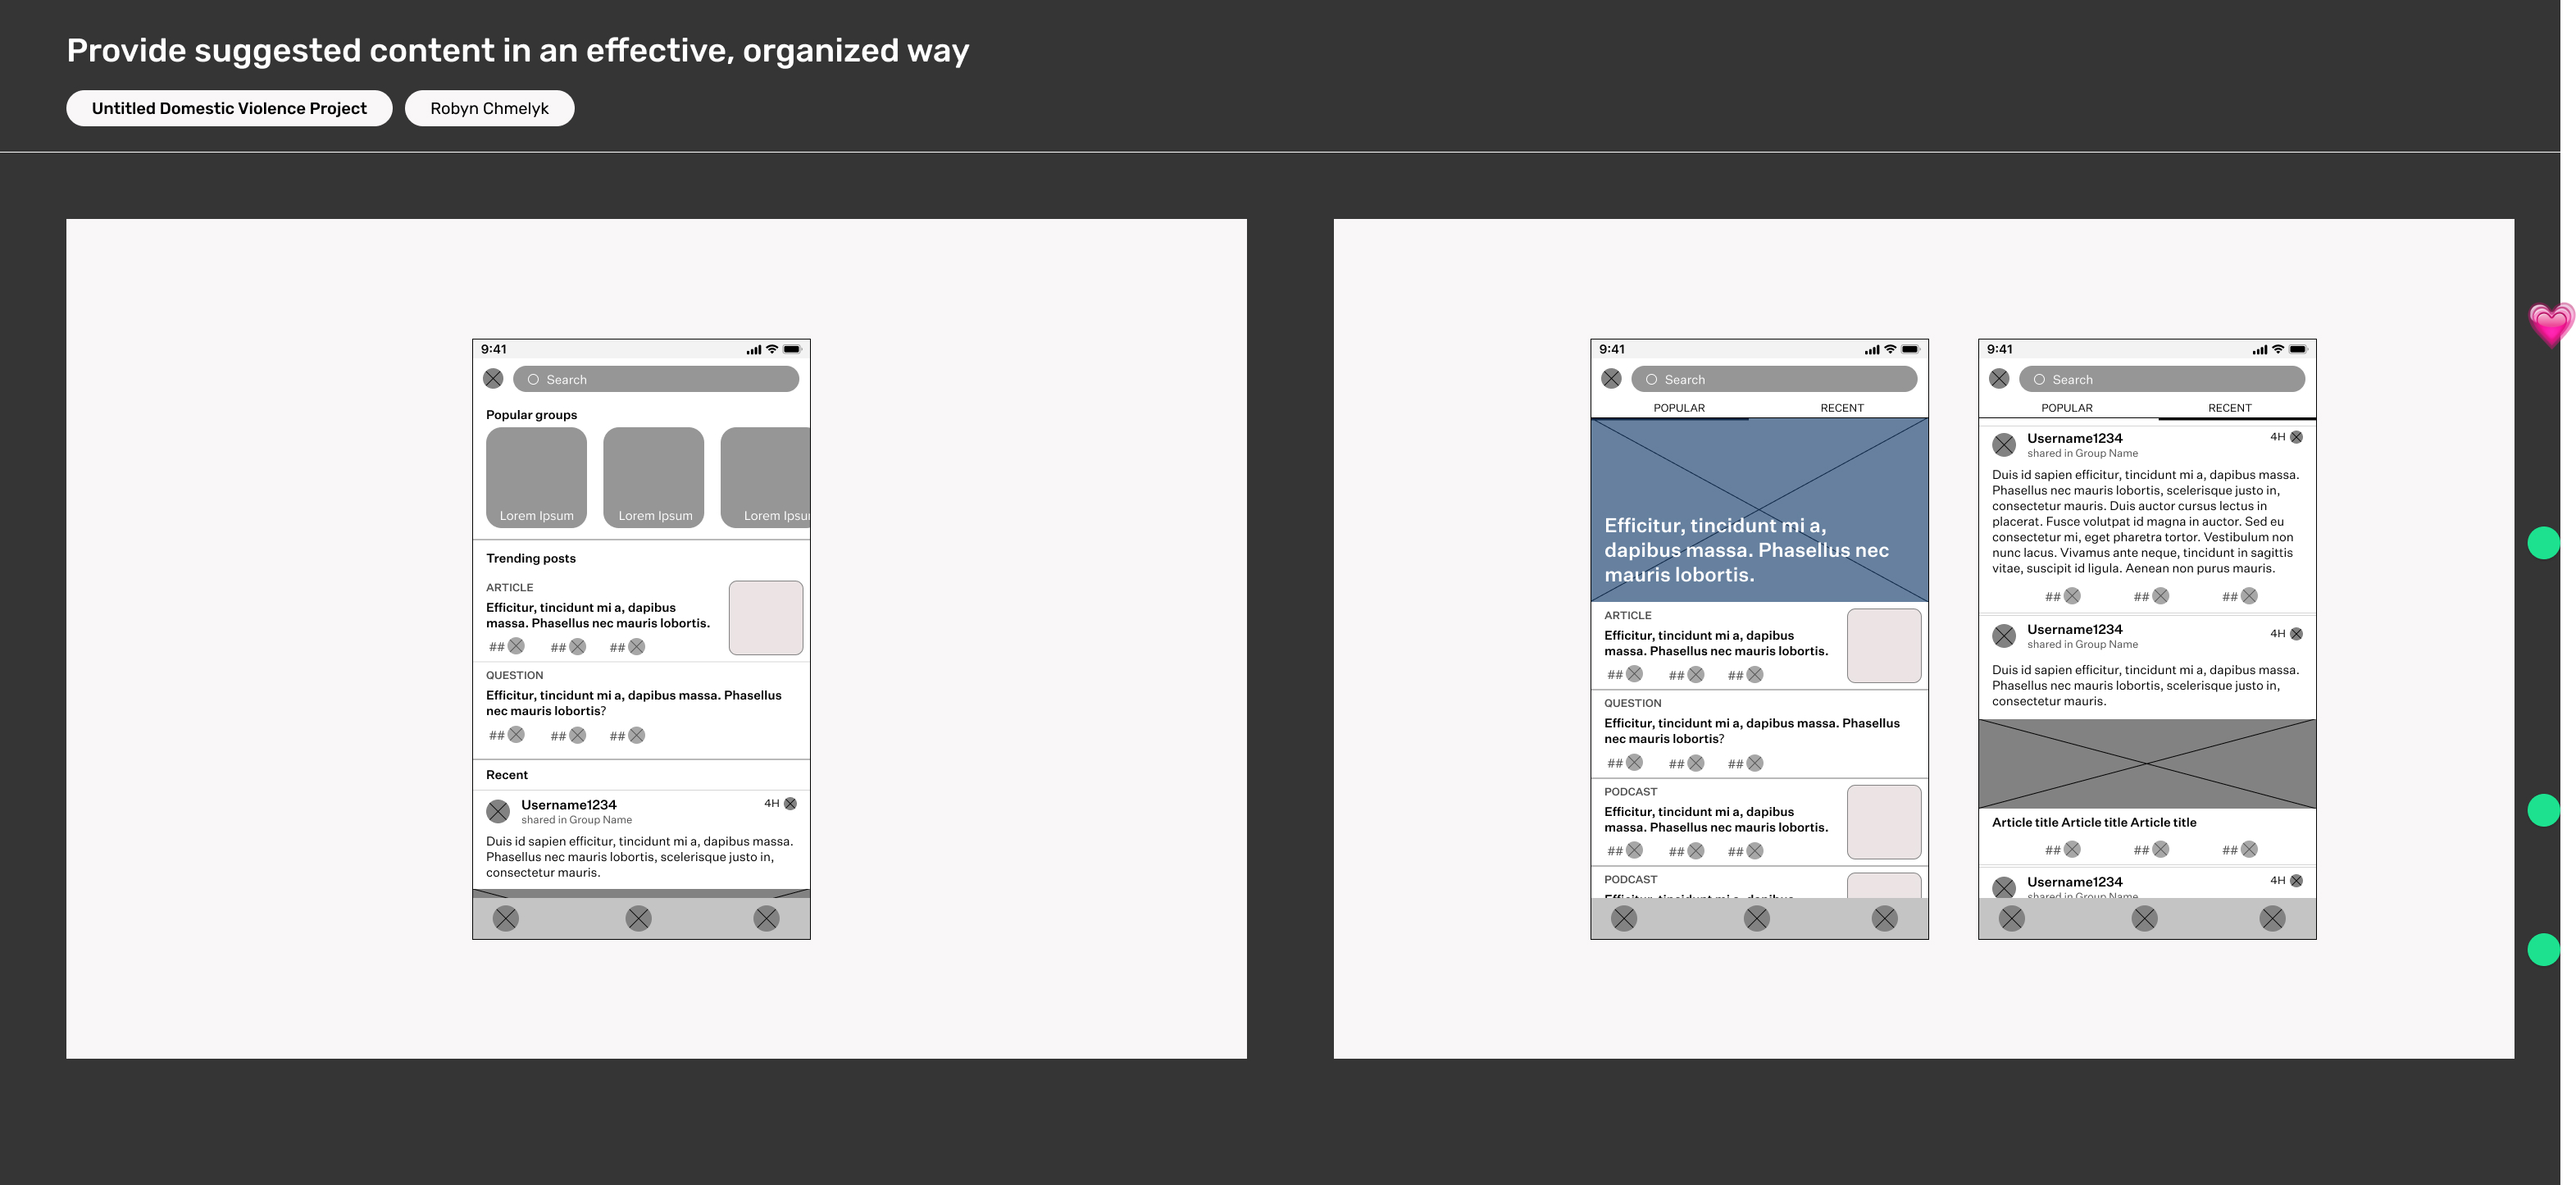 Provide suggested content in an effective, organized way
Untitled Domestic Violence Project
Robyn Chmelyk
9:41
Search
Popular groups
Lorem Ipsum
Lorem Ipsum
Lorem Ipsu
Trending posts
ARTICLE
Efficitur, tincidunt mi a, dapibus
massa. Phasellus nec mauris lobortis.
## ## ##
QUESTION
Efficitur, tincidunt mi a, dapibus massa. Phasellus
nec mauris lobortis?
## ## ##
Recent
Username1234
4H
shared in Group Name
Duis id sapien efficitur, tincidunt mi a, dapibus massa.
Phasellus nec mauris lobortis, scelerisque justo in,
consectetur mauris.
9:41
Search
POPULAR
RECENT
Efficitur, tincidunt mi a,
dapibus massa. Phasellus nec
mauris lobortis.
ARTICLE
Efficitur, tincidunt mi a, dapibus
massa. Phasellus nec mauris lobortis.
## ## ##
QUESTION
Efficitur, tincidunt mi a, dapibus massa. Phasellus
nec mauris lobortis?
## ## ##
PODCAST
Efficitur, tincidunt mi a, dapibus
massa. Phasellus nec mauris lobortis.
## ## ##
PODCAST
9:41
Search
POPULAR
RECENT
Username1234
4H
shared in Group Name
Duis id sapien efficitur, tincidunt mi a, dapibus massa.
Phasellus nec mauris lobortis, scelerisque justo in,
consectetur mauris. Duis auctor cursus lectus in
placerat. Fusce volutpat id magna in auctor. Sed eu
consectetur mi, eget pharetra tortor. Vestibulum non
nunc lacus. Vivamus ante neque, tincidunt in sagittis
vitae, suscipit id ligula. Aenean non purus mauris.
## ## ##
Username1234
4H
shared in Group Name
Duis id sapien efficitur, tincidunt mi a, dapibus massa.
Phasellus nec mauris lobortis, scelerisque justo in,
consectetur mauris.
Article title Article title Article title
## ## ##
Username1234
4H
shared in Group Name